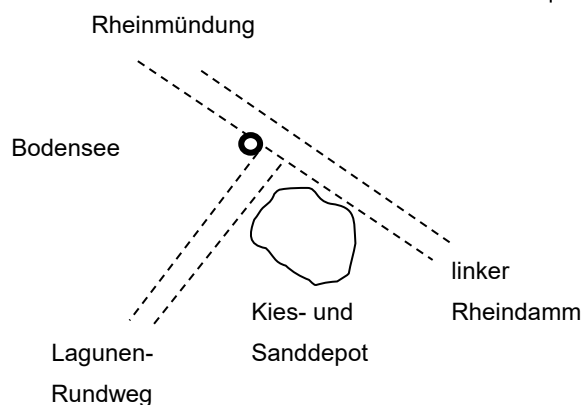 Rheinmündung
Bodensee
linker
Rheindamm
Kies- und
Sanddepot
Lagunen-
Rundweg